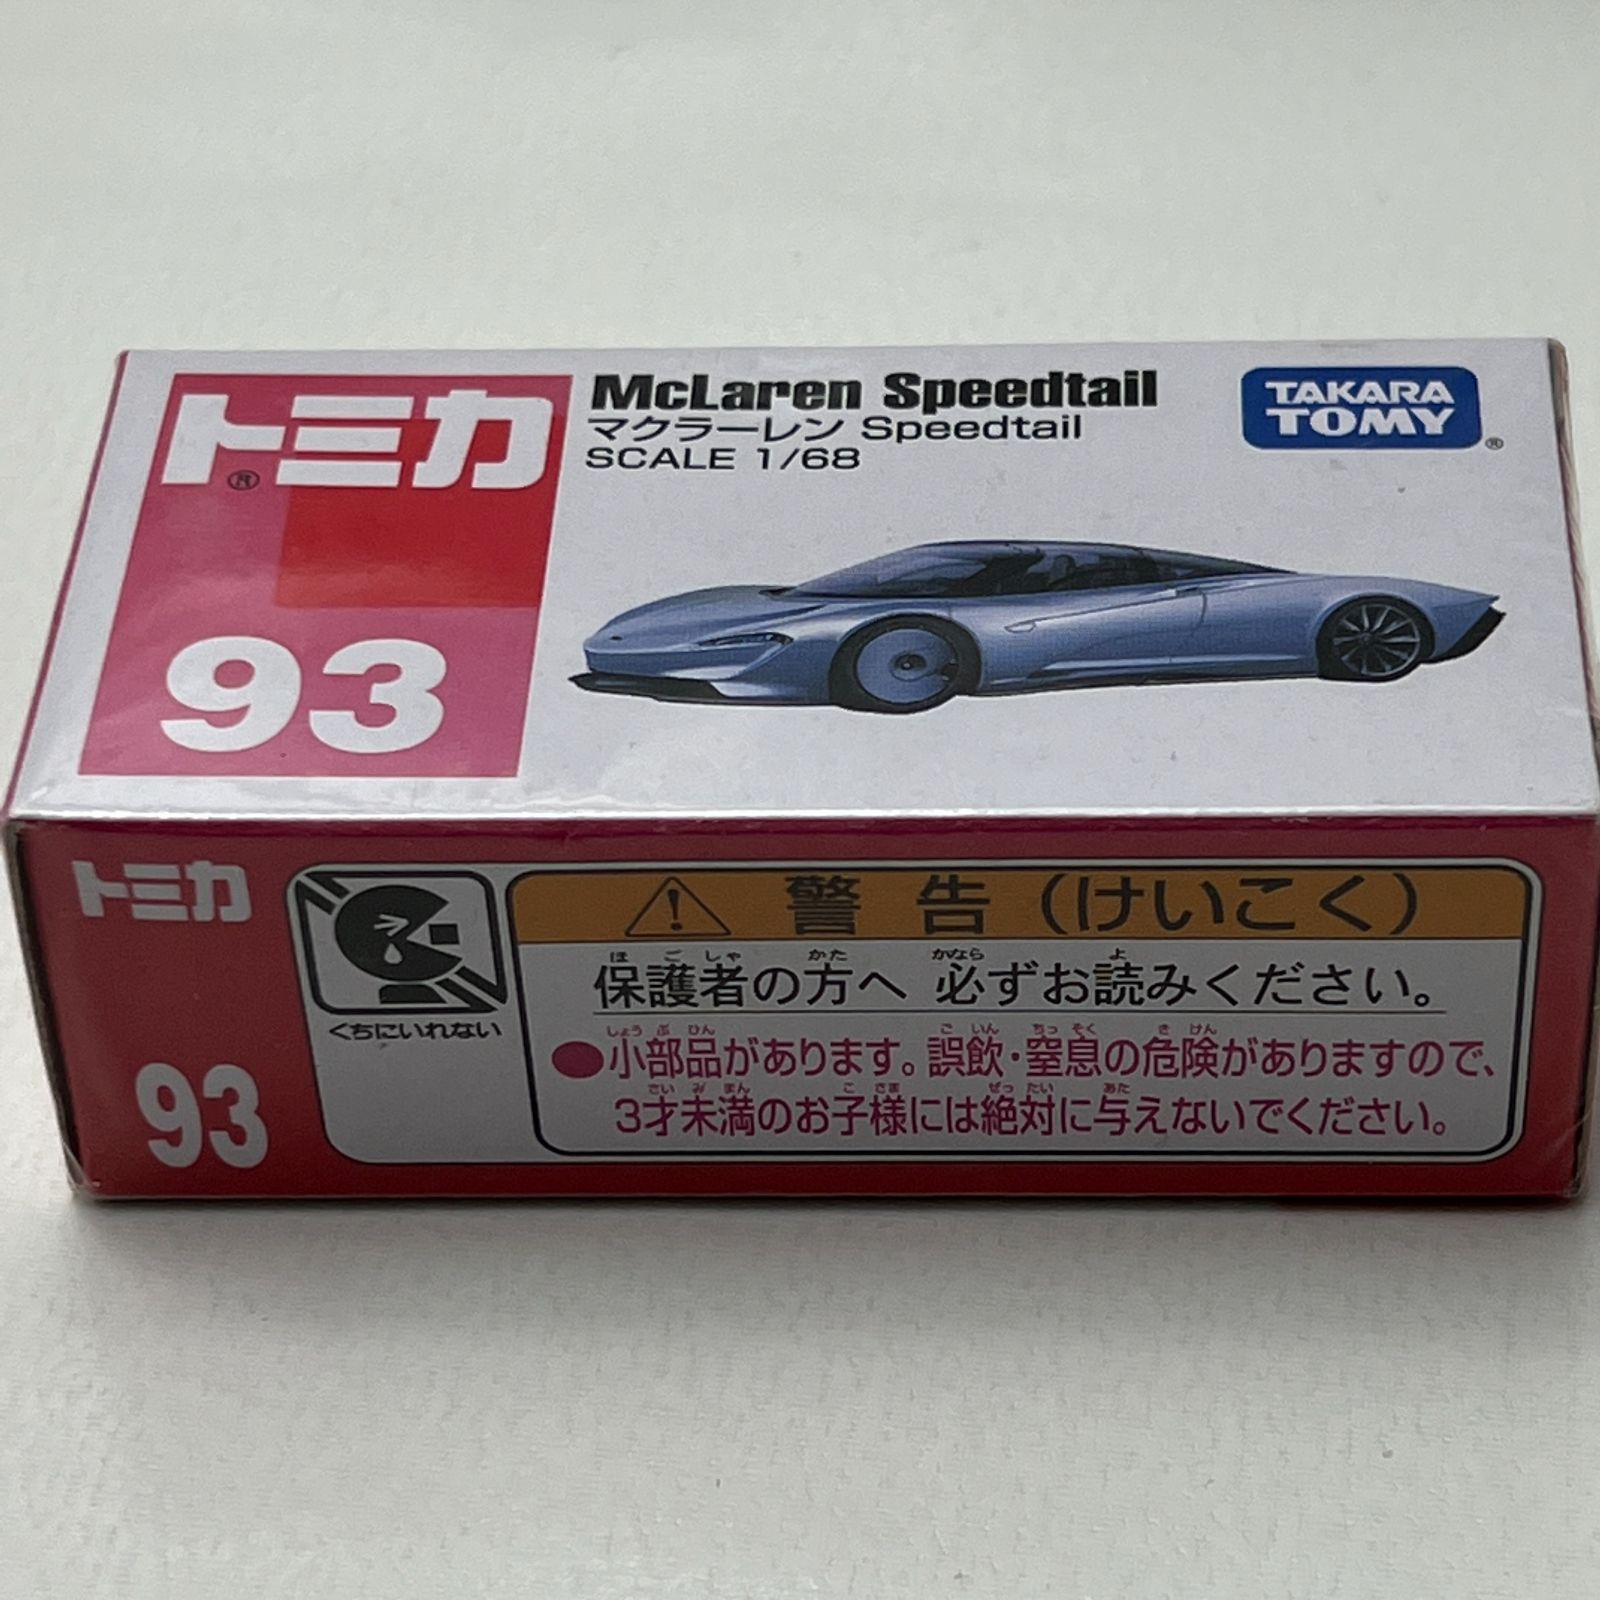 トミカ
®
93
McLaren Speedtail
マクラーレン Speedtail
SCALE 1/68
TAKARA
TOMY
®
トミカ
93
くちにいれない
警告（けいこく）
ほごしゃ かた かなら よ
保護者の方へ 必ずお読みください。
しょうぶひん ごいん ちっそく きけん
●小部品があります。誤飲・窒息の危険がありますので、
さいみまん こさま ぜったい あた
3才未満のお子様には絶対に与えないでください。